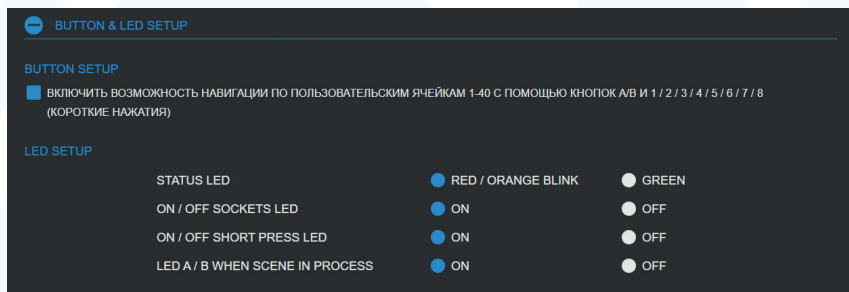 BUTTON & LED SETUP
BUTTON SETUP
ВКЛЮЧИТЬ ВОЗМОЖНОСТЬ НАВИГАЦИИ ПО ПОЛЬЗОВАТЕЛЬСКИМ ЯЧЕЙКАМ 1-40 С ПОМОЩЬЮ КНОПОК A/B И 1 / 2 / 3 / 4 / 5 / 6 / 7 / 8
(КОРОТКИЕ НАЖАТИЯ)
LED SETUP
STATUS LED RED / ORANGE BLINK GREEN
ON / OFF SOCKETS LED ON OFF
ON / OFF SHORT PRESS LED ON OFF
LED A / B WHEN SCENE IN PROCESS ON OFF